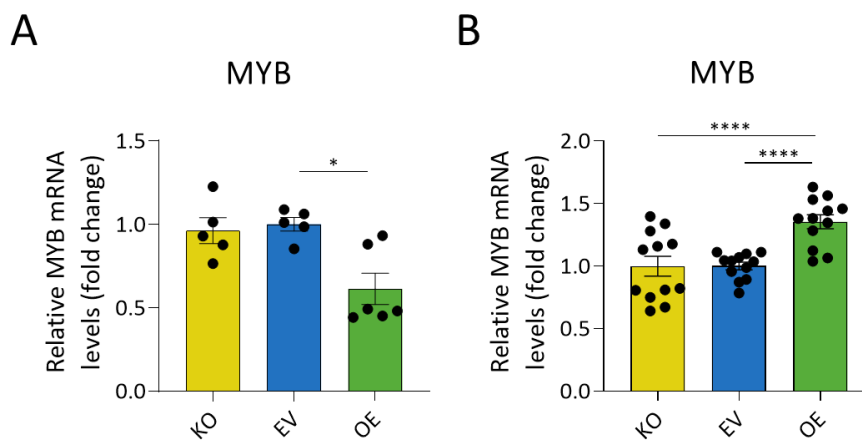 A
MYB
Relative MYB mRNA
levels (fold change)
1.5
1.0
0.5
0.0
*
KO
EV
OE
B
MYB
Relative MYB mRNA
levels (fold change)
2.0
1.5
1.0
0.5
0.0
****
****
KO
EV
OE